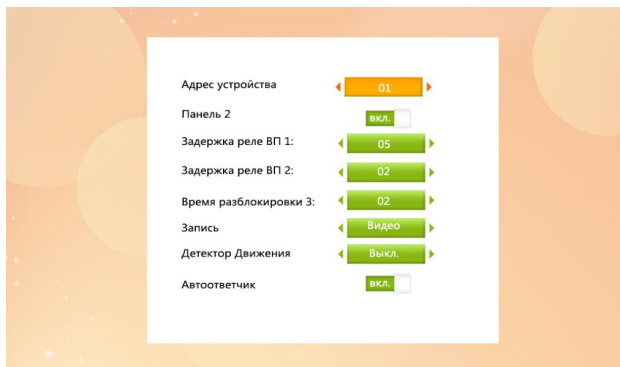 Адрес устройства 01
Панель 2 вкл.
Задержка реле ВП 1: 05
Задержка реле ВП 2: 02
Время разблокировки 3: 02
Запись Видео
Детектор Движения Выкл.
Автоответчик вкл.